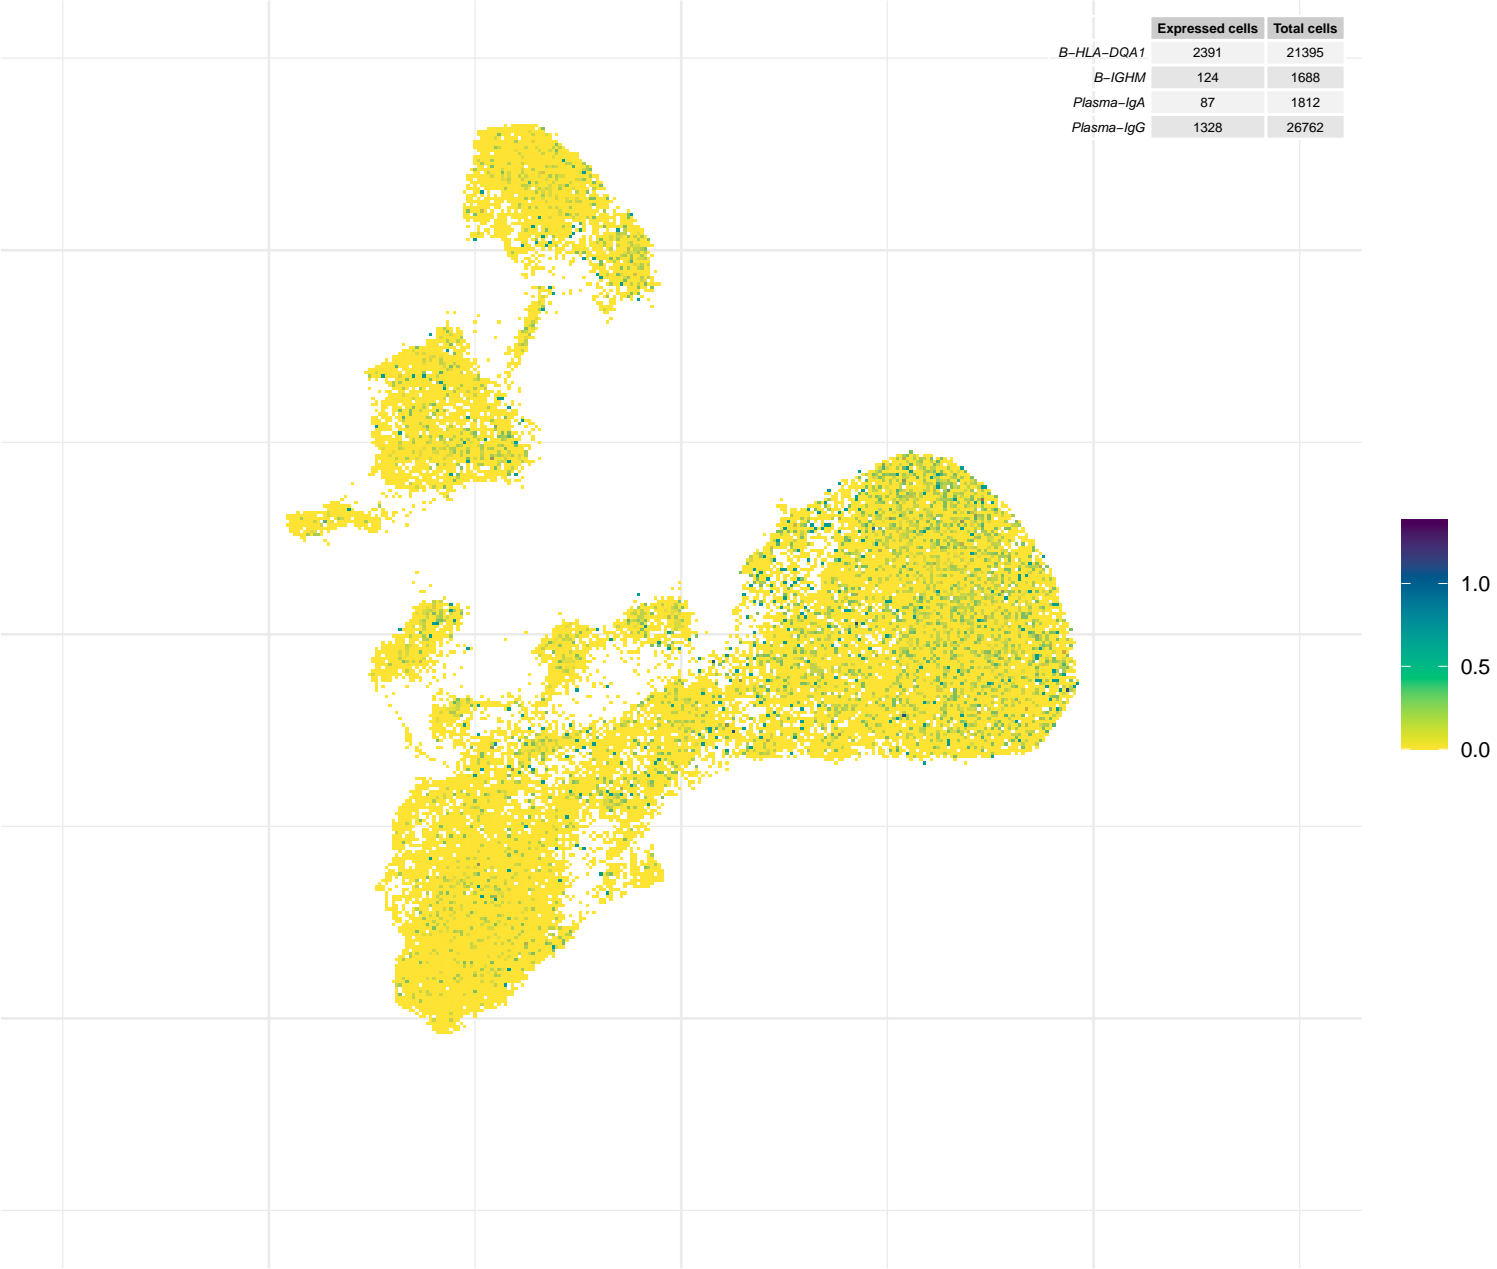 Expressed cells Total cells
B−HLA−DQA1 2391 21395
B−IGHM 124 1688
Plasma−IgA 87 1812
Plasma−IgG 1328 26762
1.0
0.5
0.0